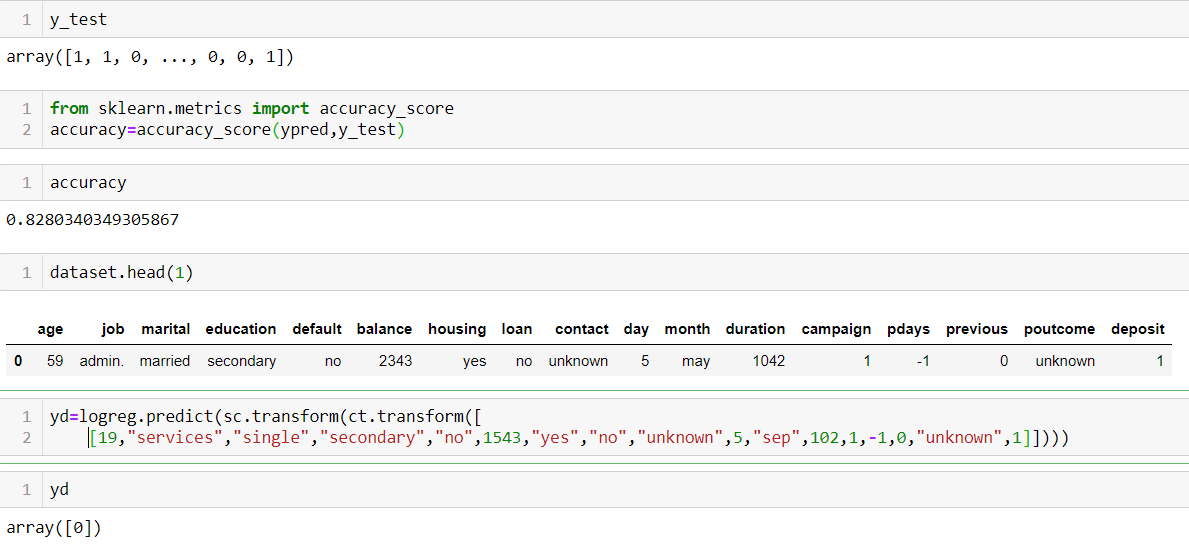 1 y_test
array([1, 1, 0, ..., 0, 0, 1])
1 from sklearn.metrics import accuracy_score
2 accuracy=accuracy_score(ypred,y_test)
1 accuracy
0.8280340349305867
1 dataset.head(1)
age job marital education default balance housing loan contact day month duration campaign pdays previous poutcome deposit
0 59 admin. married secondary no 2343 yes no unknown 5 may 1042 1 -1 0 unknown 1
1 yd=logreg.predict(sc.transform(ct.transform([
2 [19,"services","single","secondary","no",1543,"yes","no","unknown",5,"sep",102,1,-1,0,"unknown",1]])))
1 yd
array([0])